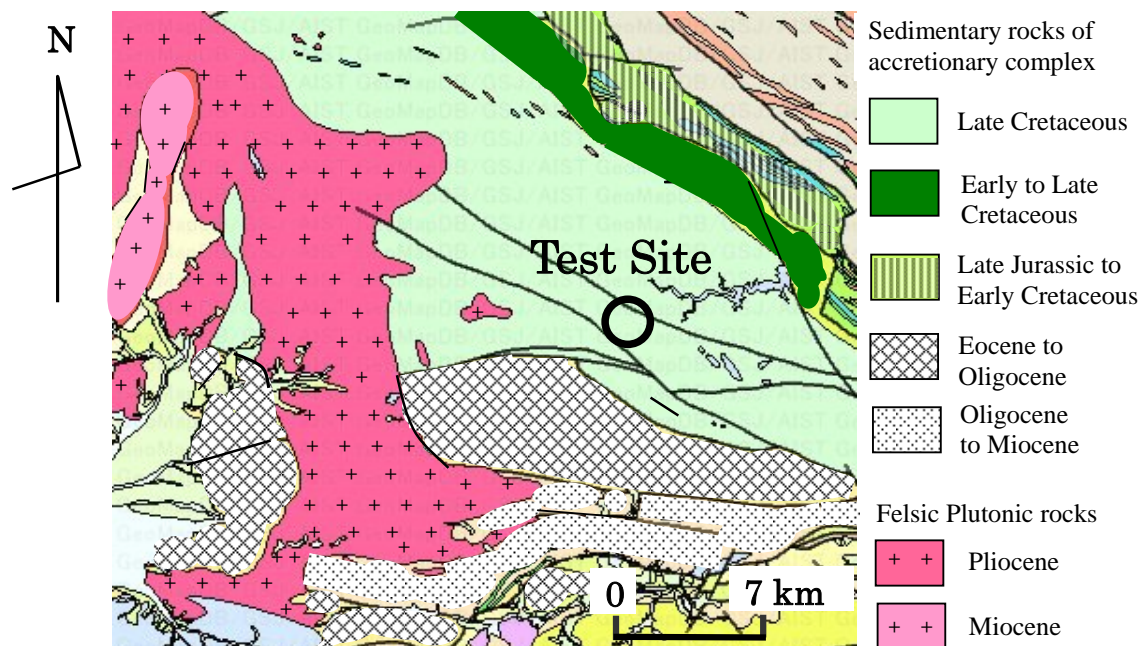 N
Test Site
0 7 km
Sedimentary rocks of
accretionary complex
Late Cretaceous
Early to Late
Cretaceous
Late Jurassic to
Early Cretaceous
Eocene to
Oligocene
Oligocene
to Miocene
Felsic Plutonic rocks
Pliocene
Miocene